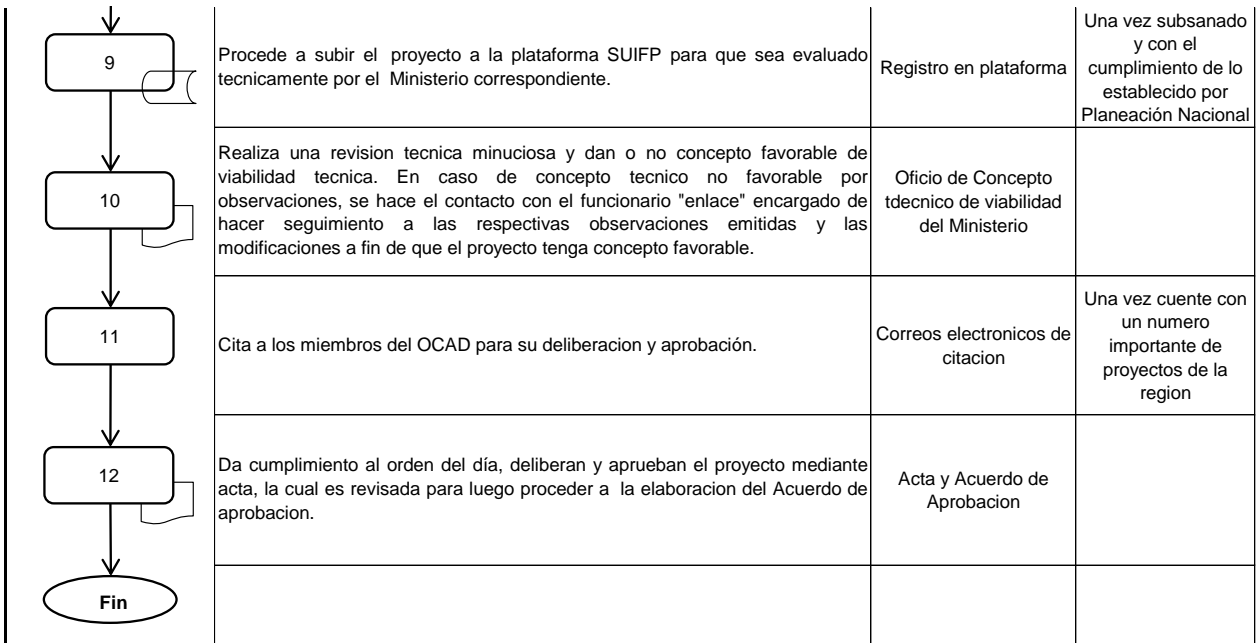 9
Procede a subir el proyecto a la plataforma SUIFP para que sea evaluado
tecnicamente por el Ministerio correspondiente.
Registro en plataforma
Una vez subsanado
y con el
cumplimiento de lo
establecido por
Planeación Nacional
10
Realiza una revision tecnica minuciosa y dan o no concepto favorable de
viabilidad tecnica. En caso de concepto tecnico no favorable por
observaciones, se hace el contacto con el funcionario "enlace" encargado de
hacer seguimiento a las respectivas observaciones emitidas y las
modificaciones a fin de que el proyecto tenga concepto favorable.
Oficio de Concepto
tdecnico de viabilidad
del Ministerio
11
Cita a los miembros del OCAD para su deliberacion y aprobación.
Correos electronicos de
citacion
Una vez cuente con
un numero
importante de
proyectos de la
region
12
Da cumplimiento al orden del día, deliberan y aprueban el proyecto mediante
acta, la cual es revisada para luego proceder a la elaboracion del Acuerdo de
aprobacion.
Acta y Acuerdo de
Aprobacion
Fin